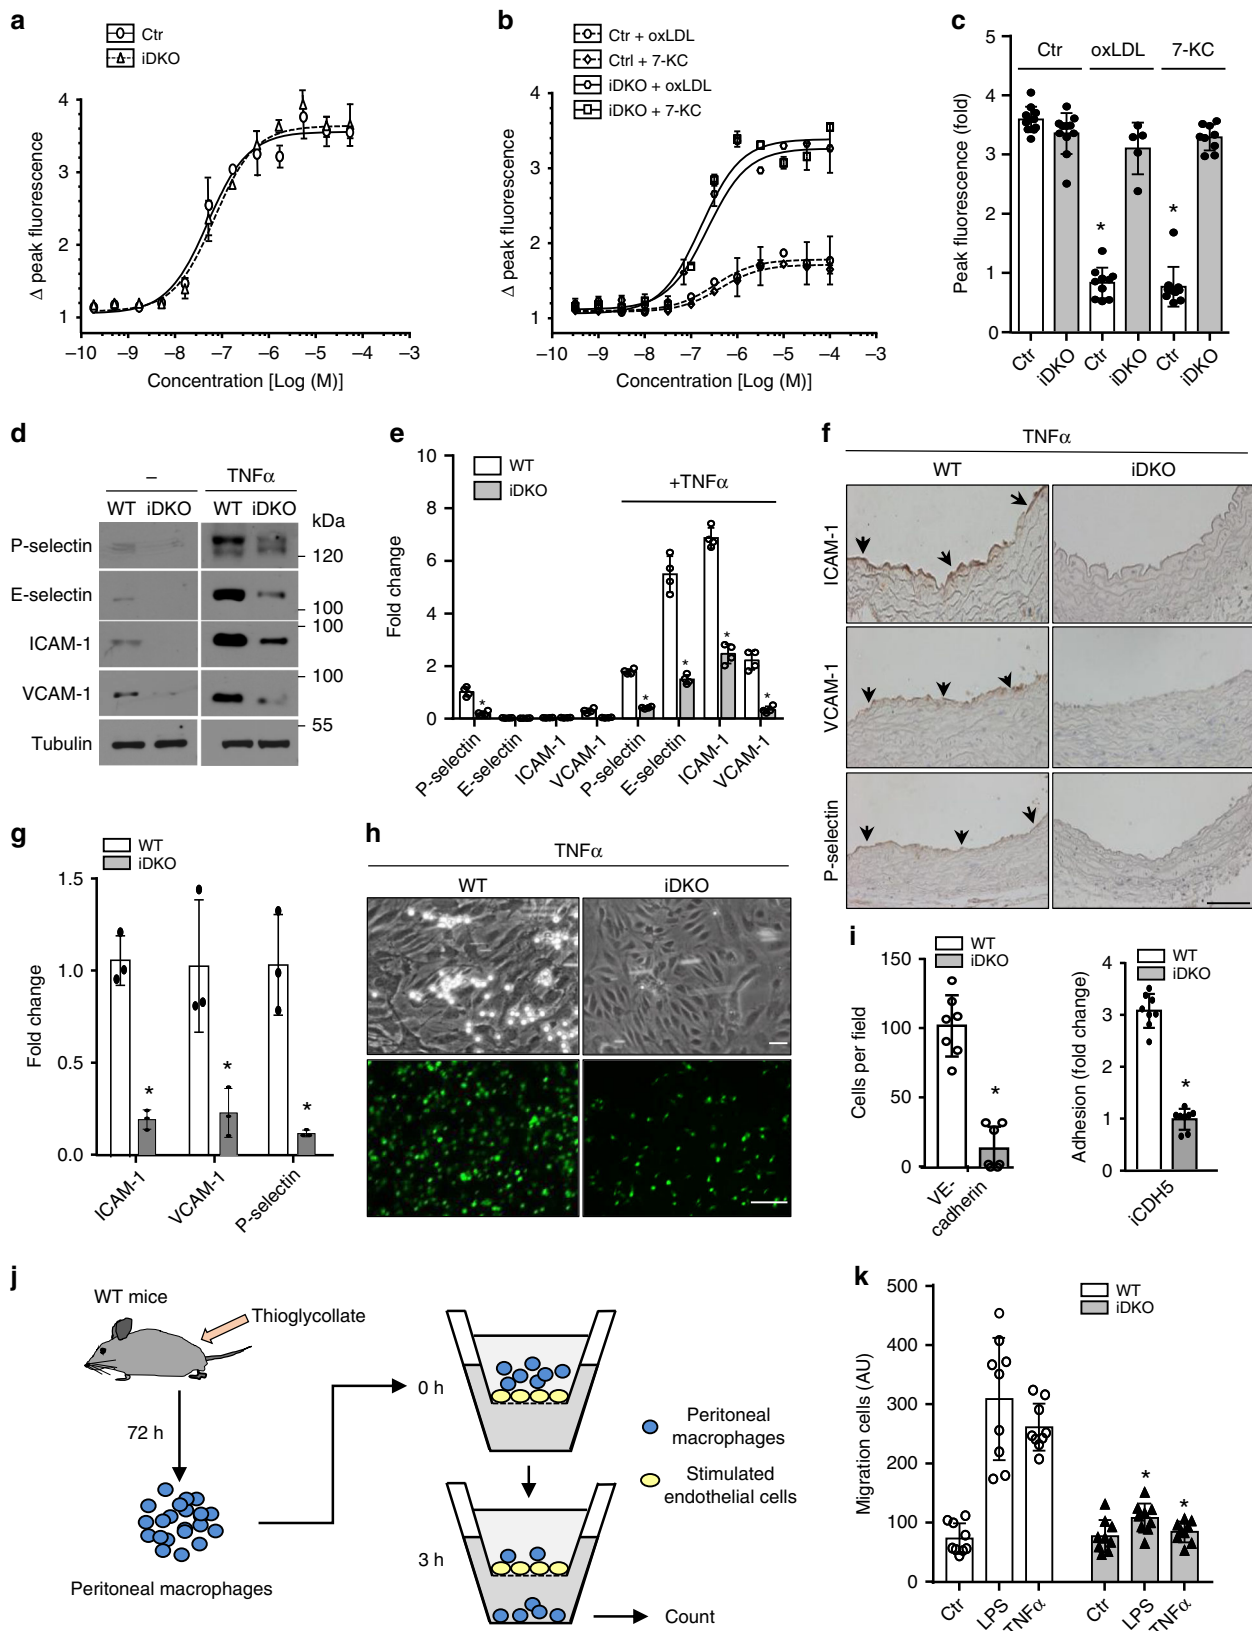 a
Ctr
iDKO
Δ peak fluorescence
4
3
2
1
–10 –9 –8 –7 –6 –5 –4 –3
Concentration [Log (M)]
b
Ctr + oxLDL
Ctrl + 7-KC
iDKO + oxLDL
iDKO + 7-KC
Δ peak fluorescence
4
3
2
1
–10 –9 –8 –7 –6 –5 –4 –3
Concentration [Log (M)]
c
Ctr oxLDL 7-KC
Peak fluorescence (fold)
5
4
3
2
1
0
* *
Ctr iDKO Ctr iDKO Ctr iDKO
d
– TNFα
WT iDKO WT iDKO
kDa
P-selectin 120
E-selectin 100
ICAM-1 100
VCAM-1 100
55
Tubulin
e
WT
iDKO
+TNFα
Fold change
10
8
6
4
2
0
* * * * *
P-selectin E-selectin ICAM-1 VCAM-1 P-selectin E-selectin ICAM-1 VCAM-1
f
TNFα
WT iDKO
ICAM-1
VCAM-1
P-selectin
g
WT
iDKO
Fold change
1.5
1.0
0.5
0.0
* * *
ICAM-1 VCAM-1 P-selectin
h
TNFα
WT iDKO
i
WT
iDKO
Cells per field
150
100
50
0
*
VE-
cadherin
WT
iDKO
Adhesion (fold change)
4
3
2
1
0
*
iCDH5
j
WT mice
Thioglycollate
72 h
Peritoneal macrophages
0 h
Peritoneal
macrophages
Stimulated
endothelial cells
3 h
Count
k
WT
iDKO
Migration cells (AU)
500
400
300
200
100
0
* *
Ctr LPS TNFα Ctr LPS TNFα